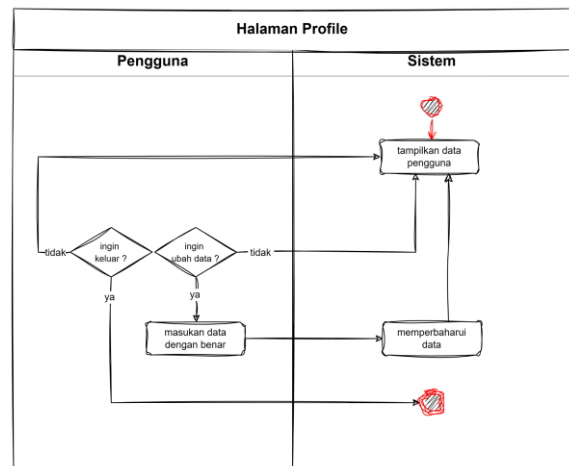 Halaman Profile
Pengguna
Sistem
tampilkan data
pengguna
ingin
keluar ?
ingin
ubah data ?
tidak
tidak
ya
ya
masukan data
dengan benar
memperbaharui
data